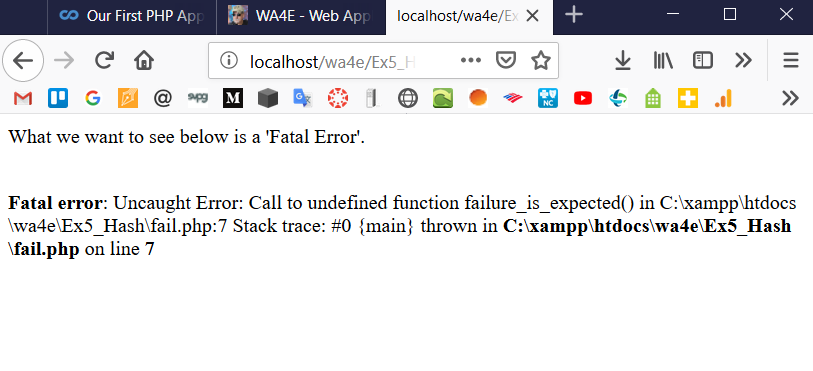 Our First PHP App
WA4E - Web App
localhost/wa4e/Ex
localhost/wa4e/Ex5_H
What we want to see below is a 'Fatal Error'.
Fatal error: Uncaught Error: Call to undefined function failure_is_expected() in C:\xampp\htdocs
\wa4e\Ex5_Hash\fail.php:7 Stack trace: #0 {main} thrown in C:\xampp\htdocs\wa4e\Ex5_Hash
\fail.php on line 7